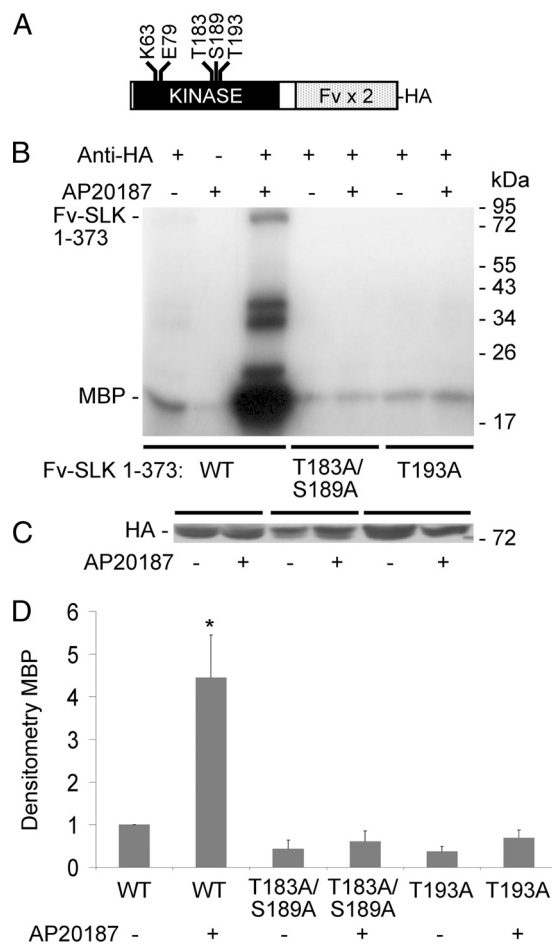 A
K63 E79 T183 S189 T193
KINASE Fv x 2 -HA
B
Anti-HA + - + + + + +
AP20187 - + + - + - +
kDa
Fv-SLK -
1-373
- 95
- 72
- 55
- 43
- 34
- 26
MBP -
- 17
Fv-SLK 1-373: WT T183A/ T193A
S189A
C
HA - - 72
AP20187 - + - + - +
D
Densitometry MBP
6
5
4
3
2
1
0
*
WT WT T183A/ T183A/ T193A T193A
S189A S189A
AP20187 - + - + - +